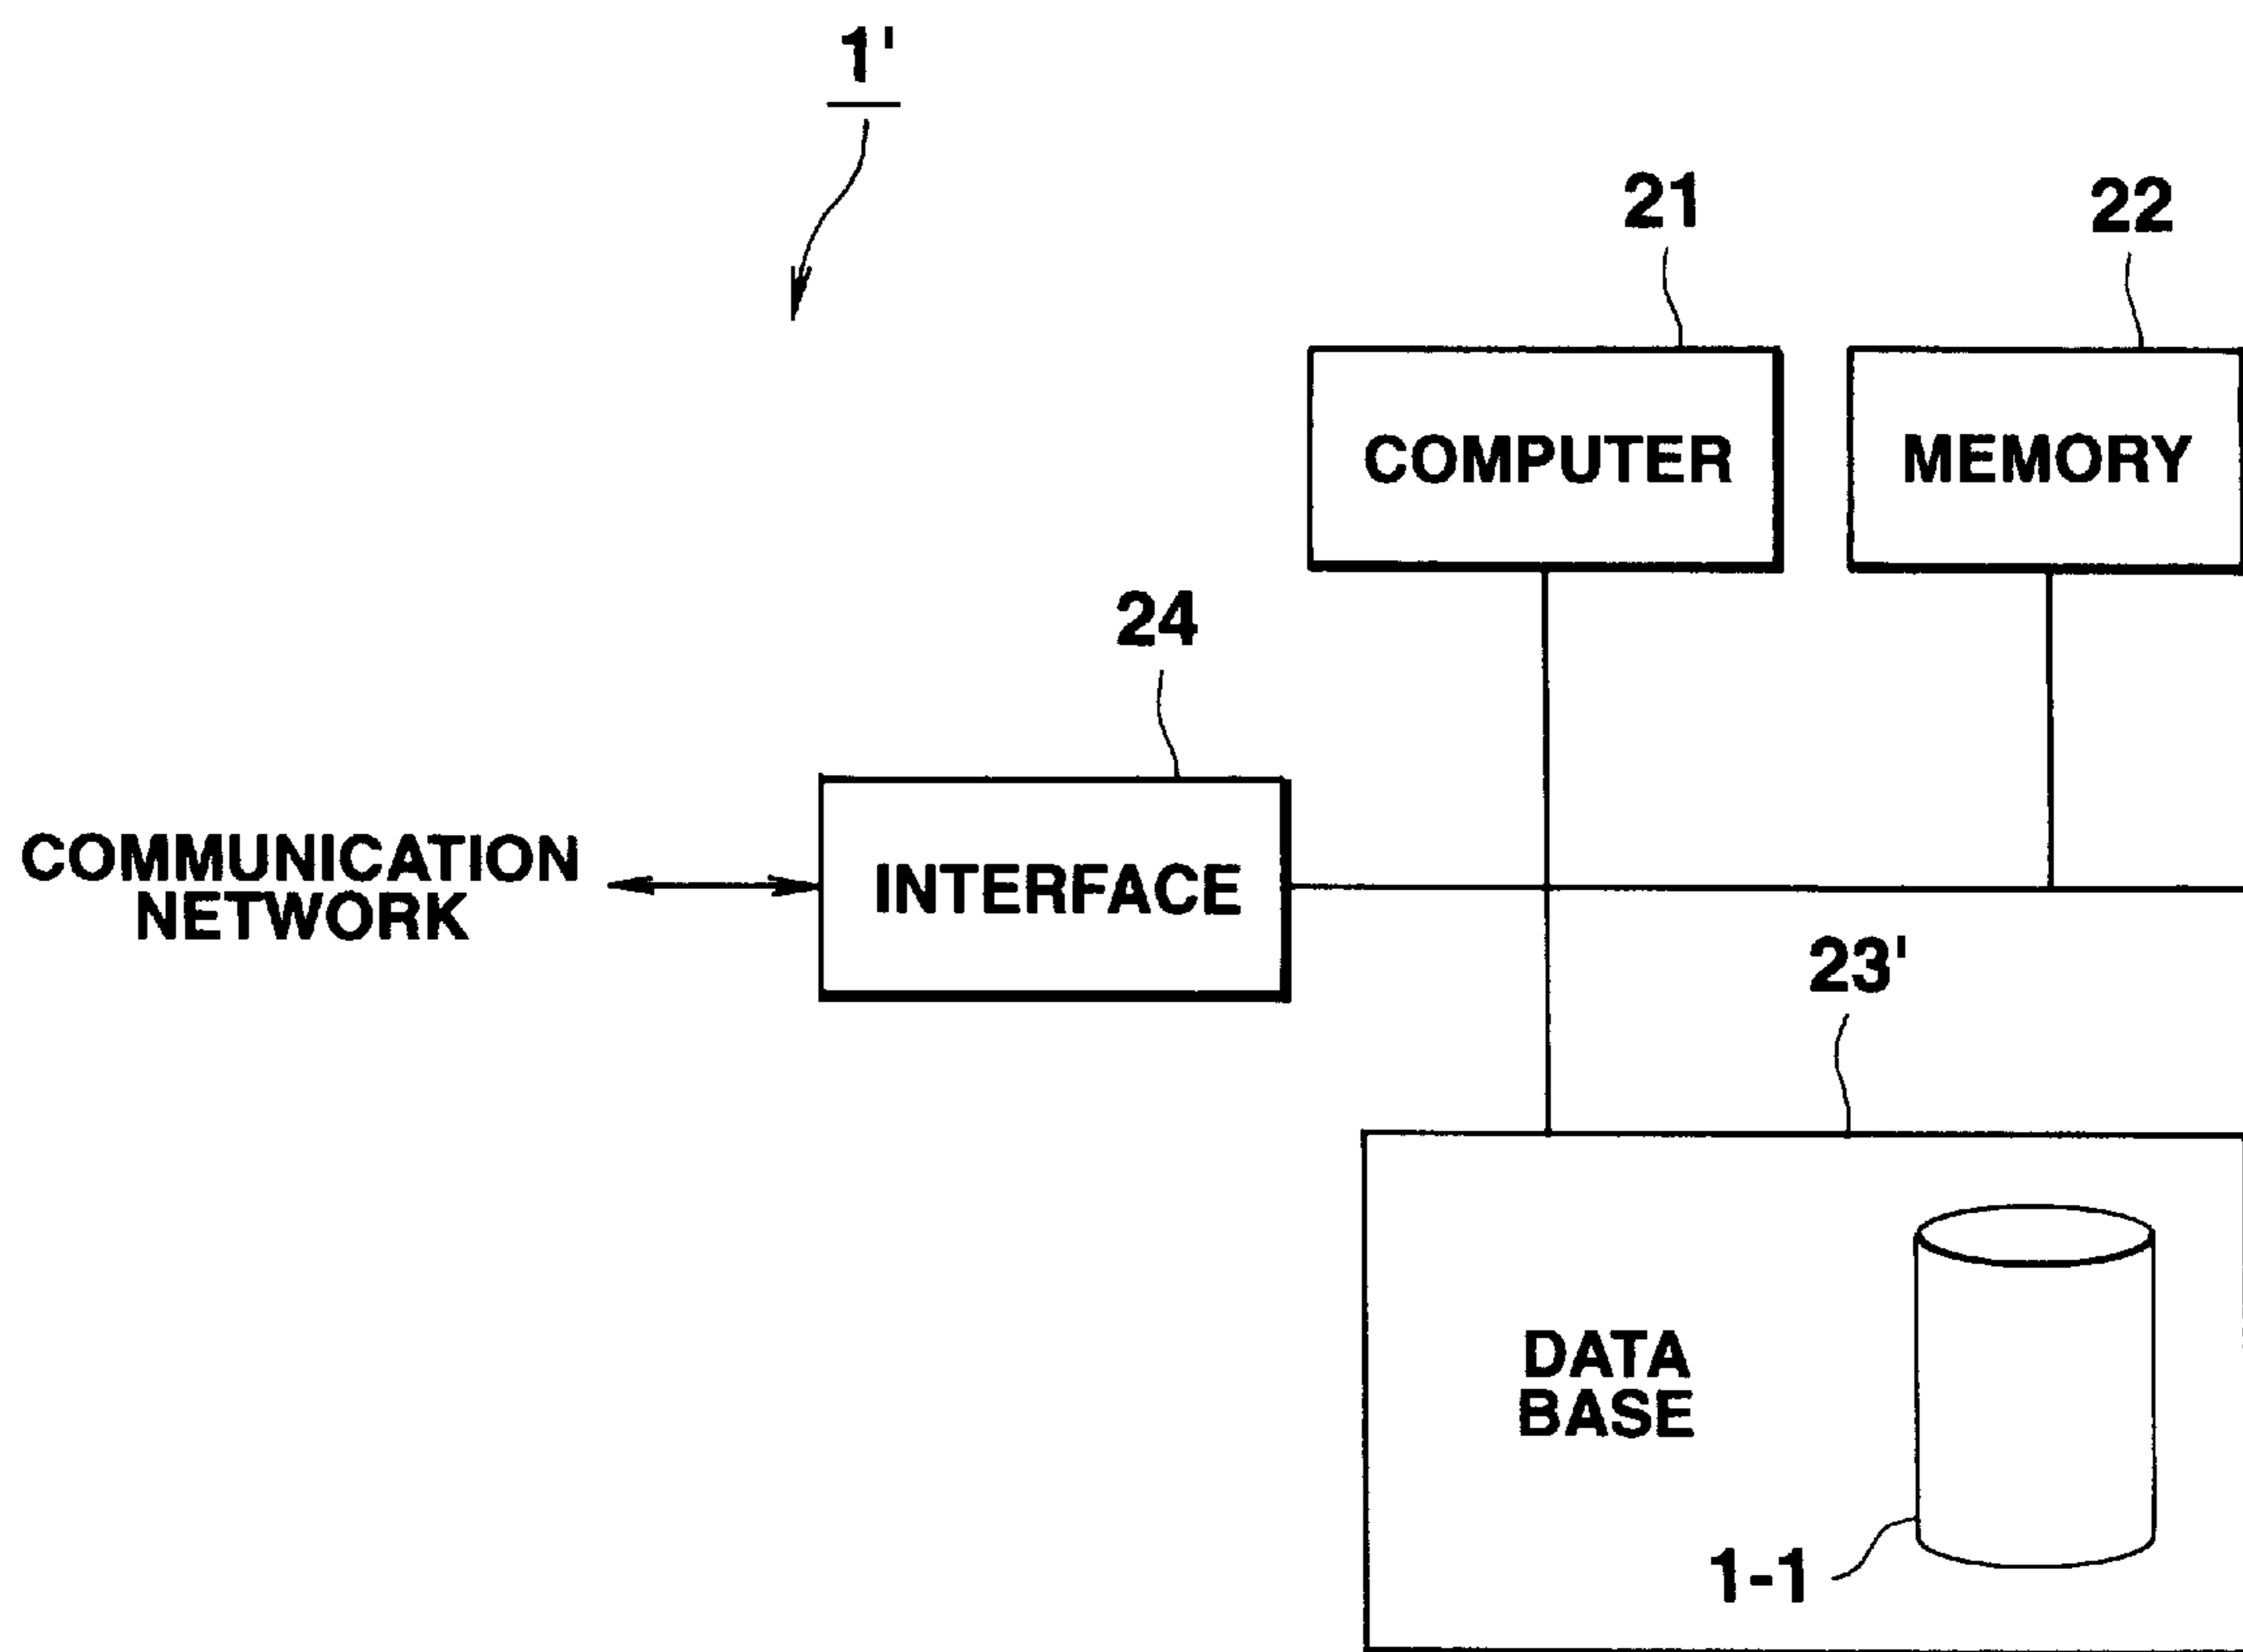 1'
21
22
COMPUTER
MEMORY
24
COMMUNICATION
NETWORK
INTERFACE
23'
DATA
BASE
1-1